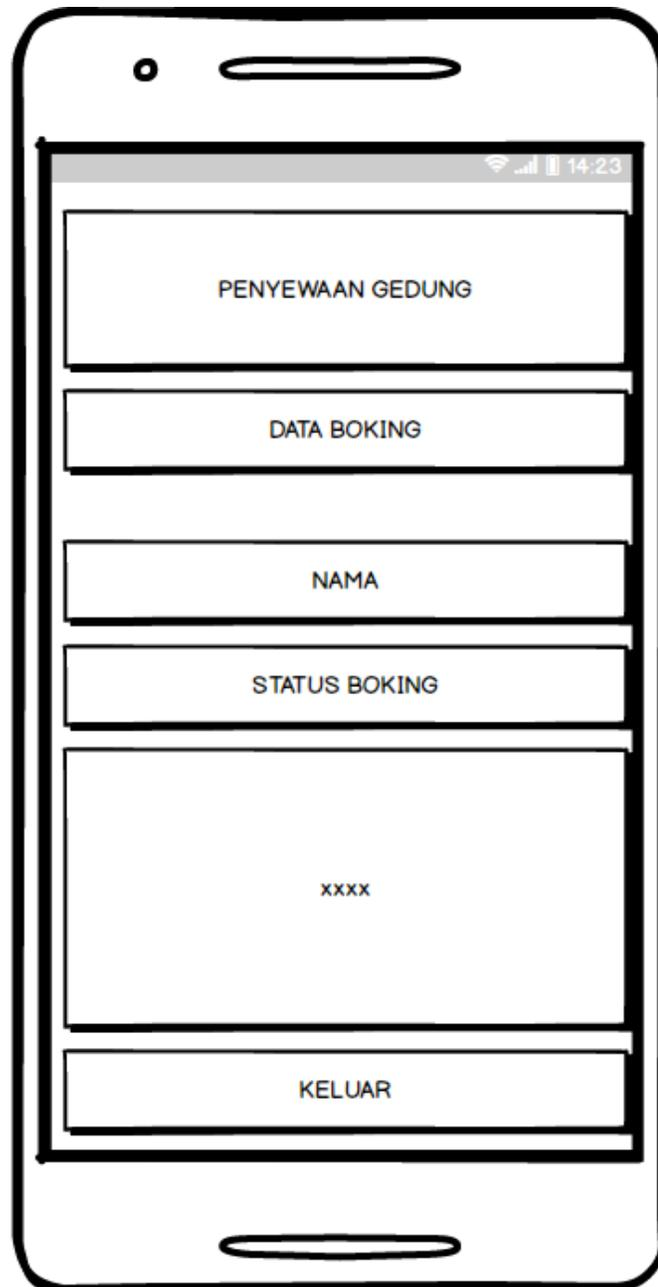 14:23
PENYEWAAN GEDUNG
DATA BOKING
NAMA
STATUS BOKING
xxxx
KELUAR